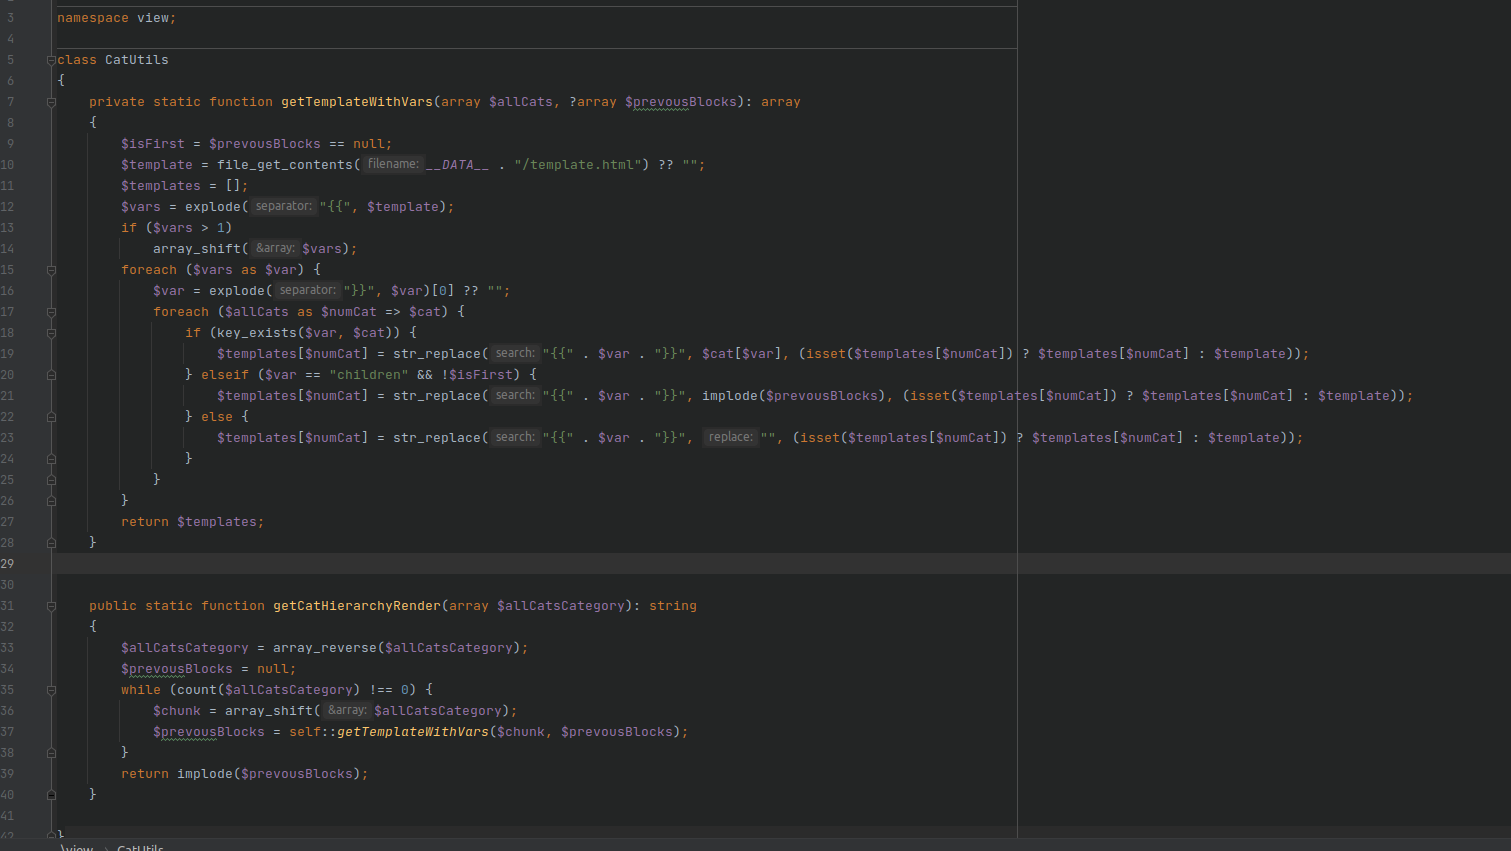 3 namespace view;
4
5 class CatUtils
6 {
7 private static function getTemplateWithVars(array $allCats, ?array $prevousBlocks): array
8 {
9 $isFirst = $prevousBlocks == null;
10 $template = file_get_contents( filename: __DATA__ . "/template.html") ?? "";
11 $templates = [];
12 $vars = explode( separator: "{{", $template);
13 if ($vars > 1)
14 array_shift( &array: $vars);
15 foreach ($vars as $var) {
16 $var = explode( separator: "}}", $var)[0] ?? "";
17 foreach ($allCats as $numCat => $cat) {
18 if (key_exists($var, $cat)) {
19 $templates[$numCat] = str_replace( search: "{{" . $var . "}}", $cat[$var], (isset($templates[$numCat]) ? $templates[$numCat] : $template));
20 } elseif ($var == "children" && !$isFirst) {
21 $templates[$numCat] = str_replace( search: "{{" . $var . "}}", implode($prevousBlocks), (isset($templates[$numCat]) ? $templates[$numCat] : $template));
22 } else {
23 $templates[$numCat] = str_replace( search: "{{" . $var . "}}", replace: "", (isset($templates[$numCat]) ? $templates[$numCat] : $template));
24 }
25 }
26 }
27 return $templates;
28 }
29
30
31 public static function getCatHierarchyRender(array $allCatsCategory): string
32 {
33 $allCatsCategory = array_reverse($allCatsCategory);
34 $prevousBlocks = null;
35 while (count($allCatsCategory) !== 0) {
36 $chunk = array_shift( &array: $allCatsCategory);
37 $prevousBlocks = self::getTemplateWithVars($chunk, $prevousBlocks);
38 }
39 return implode($prevousBlocks);
40 }
41
42 }
\view › CatUtils